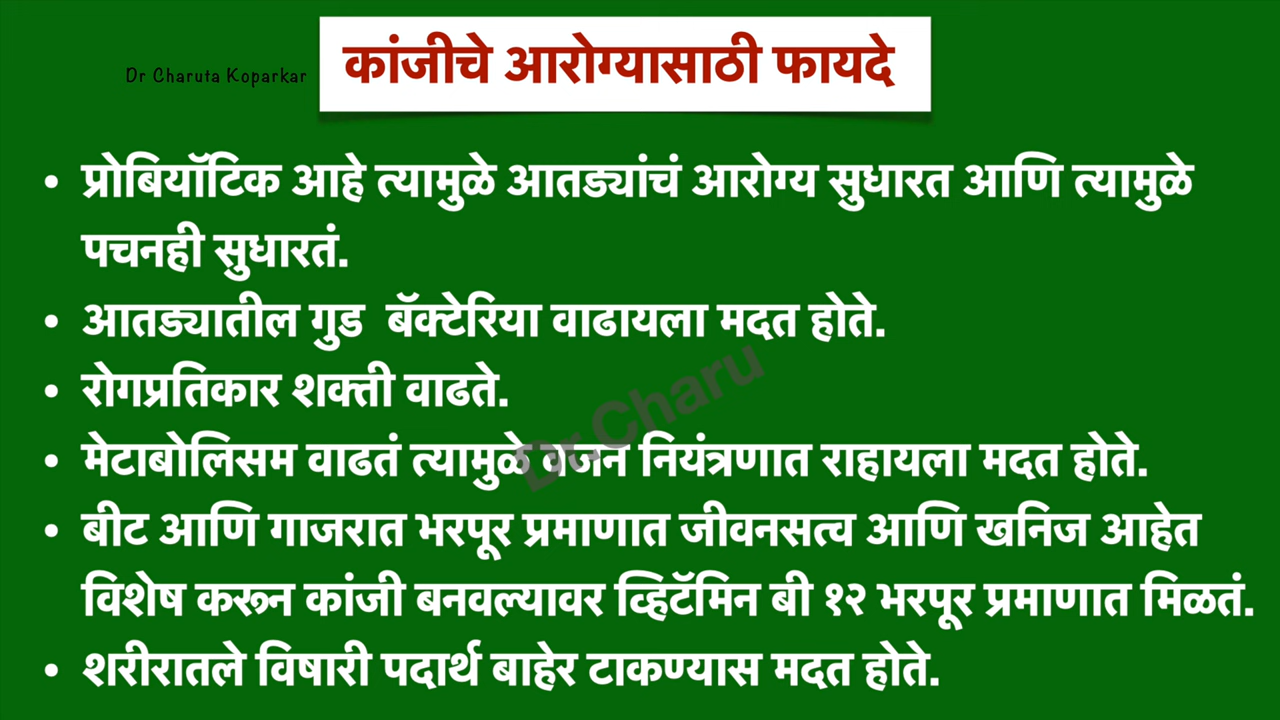 Dr Charuta Koparkar
कांजीचे आरोग्यासाठी फायदे
• प्रोबियॉटिक आहे त्यामुळे आतड्यांचं आरोग्य सुधारत आणि त्यामुळे
पचनही सुधारतं.
• आतड्यातील गुड बॅक्टेरिया वाढायला मदत होते.
• रोगप्रतिकार शक्ती वाढते.
• मेटाबोलिसम वाढतं त्यामुळे वजन नियंत्रणात राहायला मदत होते.
• बीट आणि गाजरात भरपूर प्रमाणात जीवनसत्व आणि खनिज आहेत
विशेष करून कांजी बनवल्यावर व्हिटॅमिन बी १२ भरपूर प्रमाणात मिळतं.
• शरीरातले विषारी पदार्थ बाहेर टाकण्यास मदत होते.
Dr.Charu